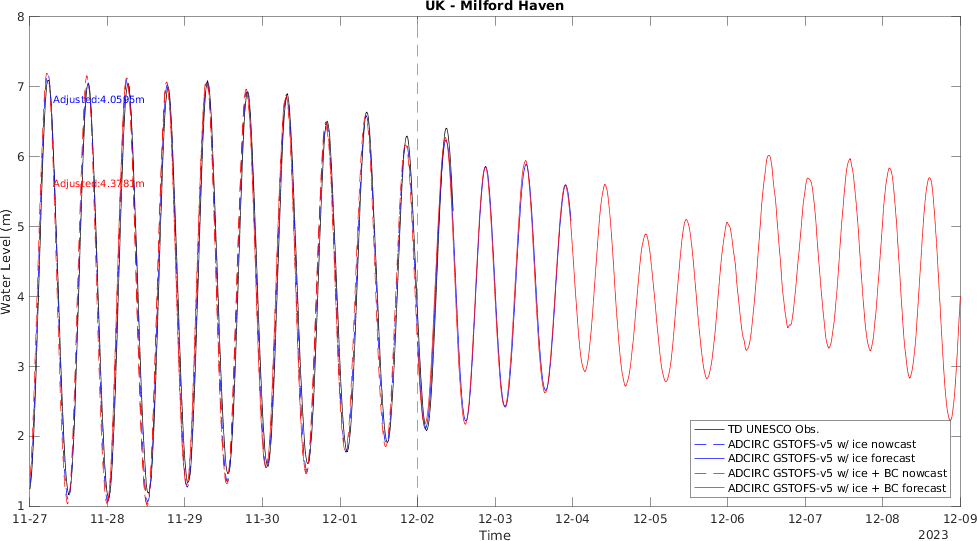 UK - Milford Haven
8
7
6
5
4
3
2
1
Water Level (m)
Adjusted:4.0595m
Adjusted:4.3781m
TD UNESCO Obs.
ADCIRC GSTOFS-v5 w/ ice nowcast
ADCIRC GSTOFS-v5 w/ ice forecast
ADCIRC GSTOFS-v5 w/ ice + BC nowcast
ADCIRC GSTOFS-v5 w/ ice + BC forecast
11-27 11-28 11-29 11-30 12-01 12-02 12-03 12-04 12-05 12-06 12-07 12-08 12-09
Time
2023